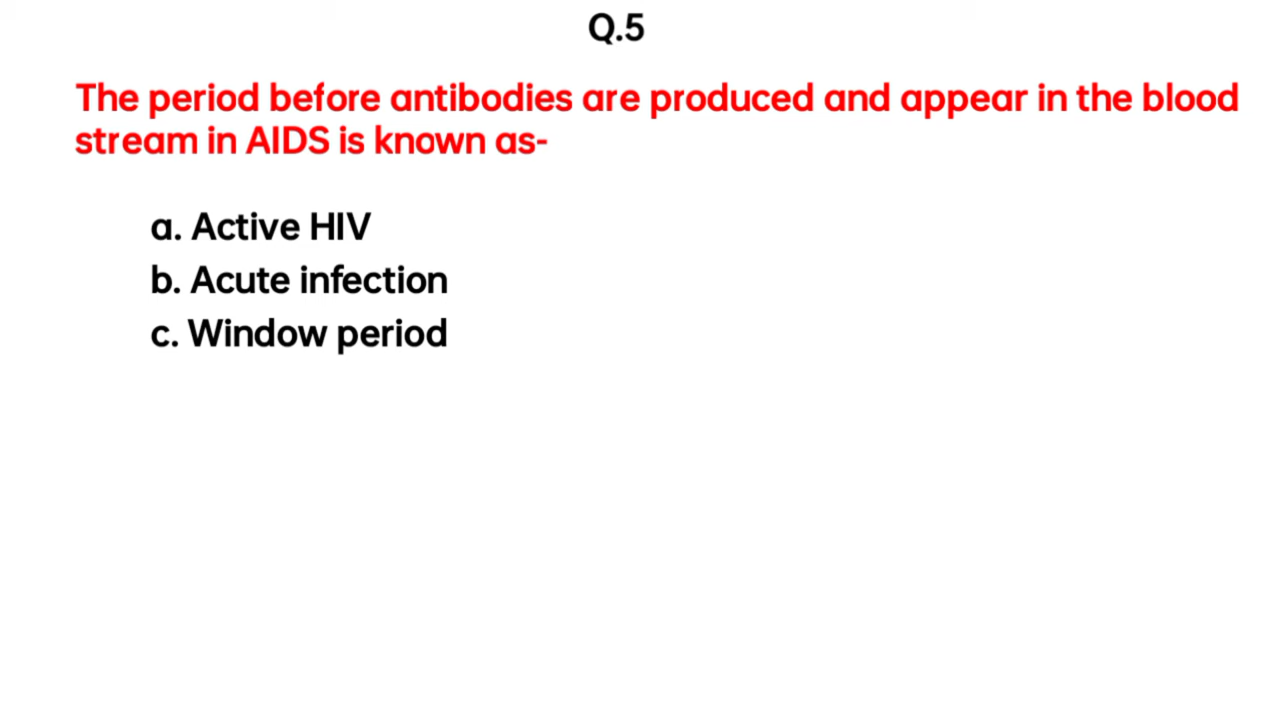 Q.5
The period before antibodies are produced and appear in the blood
stream in AIDS is known as-
a. Active HIV
b. Acute infection
c. Window period